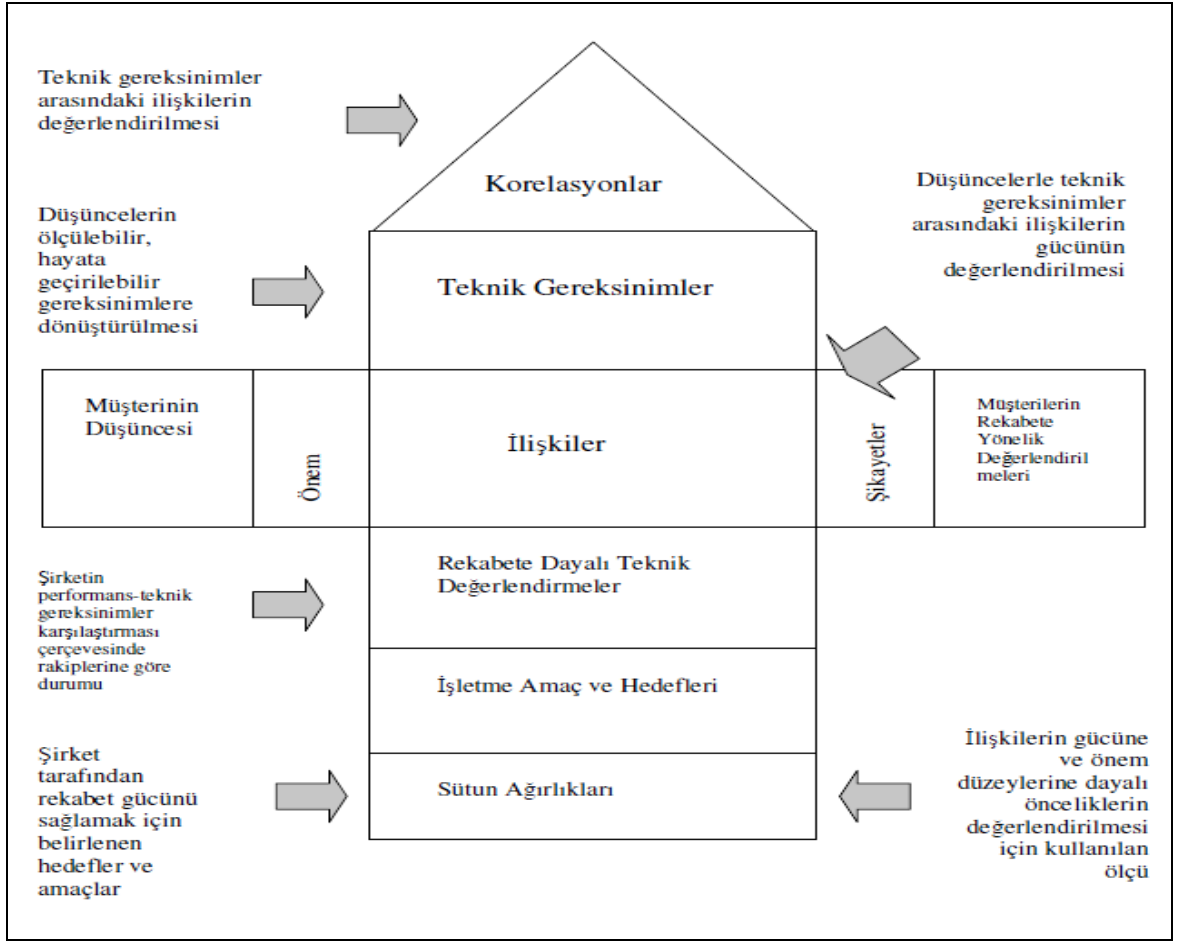 Teknik gereksinimler
arasındaki ilişkilerin
değerlendirilmesi
Korelasyonlar
Düşüncelerle teknik
gereksinimler
arasındaki ilişkilerin
gücünün
değerlendirilmesi
Düşüncelerin
ölçülebilir,
hayata
geçirilebilir
gereksinimlere
dönüştürülmesi
Teknik Gereksinimler
Müşterinin
Düşüncesi
Önem
İlişkiler
Şikayetler
Müşterilerin
Rekabete
Yönelik
Değerlendiril
meleri
Şirketin
performans-teknik
gereksinimler
karşılaştırması
çerçevesinde
rakiplerine göre
durumu
Rekabete Dayalı Teknik
Değerlendirmeler
İşletme Amaç ve Hedefleri
Şirket
tarafından
rekabet gücünü
sağlamak için
belirlenen
hedefler ve
amaçlar
Sütun Ağırlıkları
İlişkilerin gücüne
ve önem
düzeylerine dayalı
önceliklerin
değerlendirilmesi
için kullanılan
ölçü